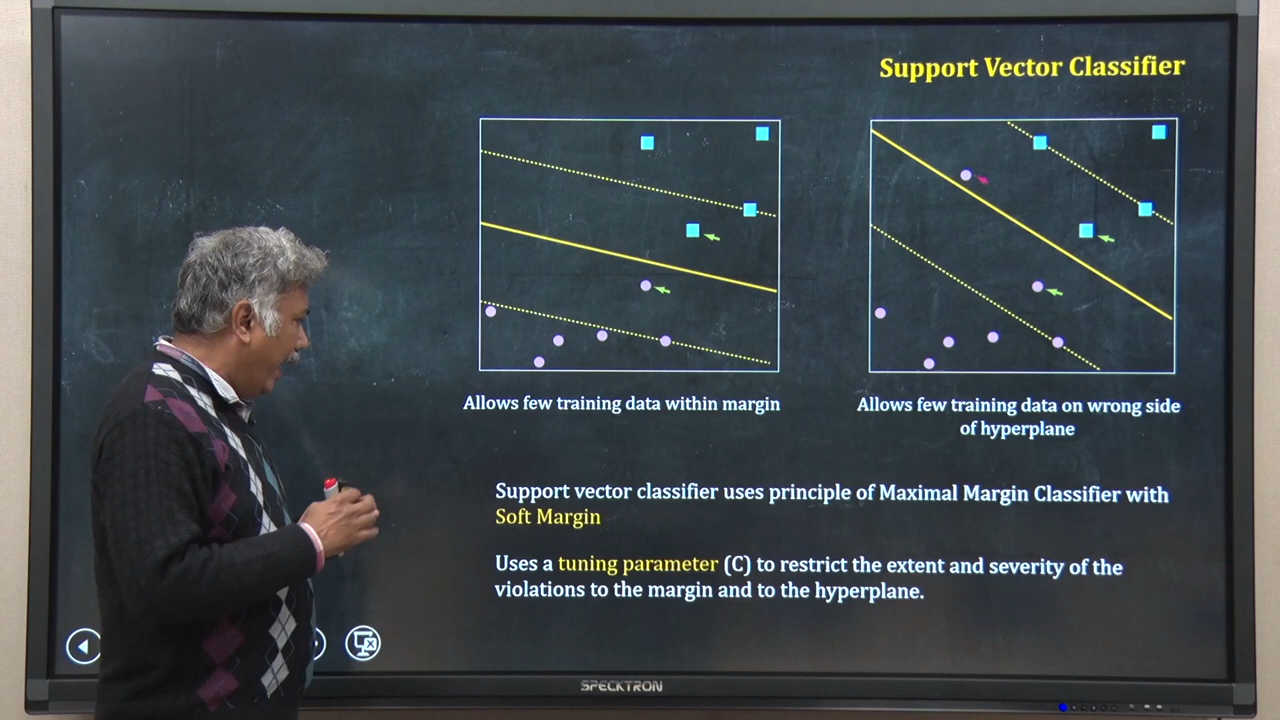 Support Vector Classifier
Allows few training data within margin
Allows few training data on wrong side
of hyperplane
Support vector classifier uses principle of Maximal Margin Classifier with
Soft Margin
Uses a tuning parameter (C) to restrict the extent and severity of the
violations to the margin and to the hyperplane.
SPECKTRON